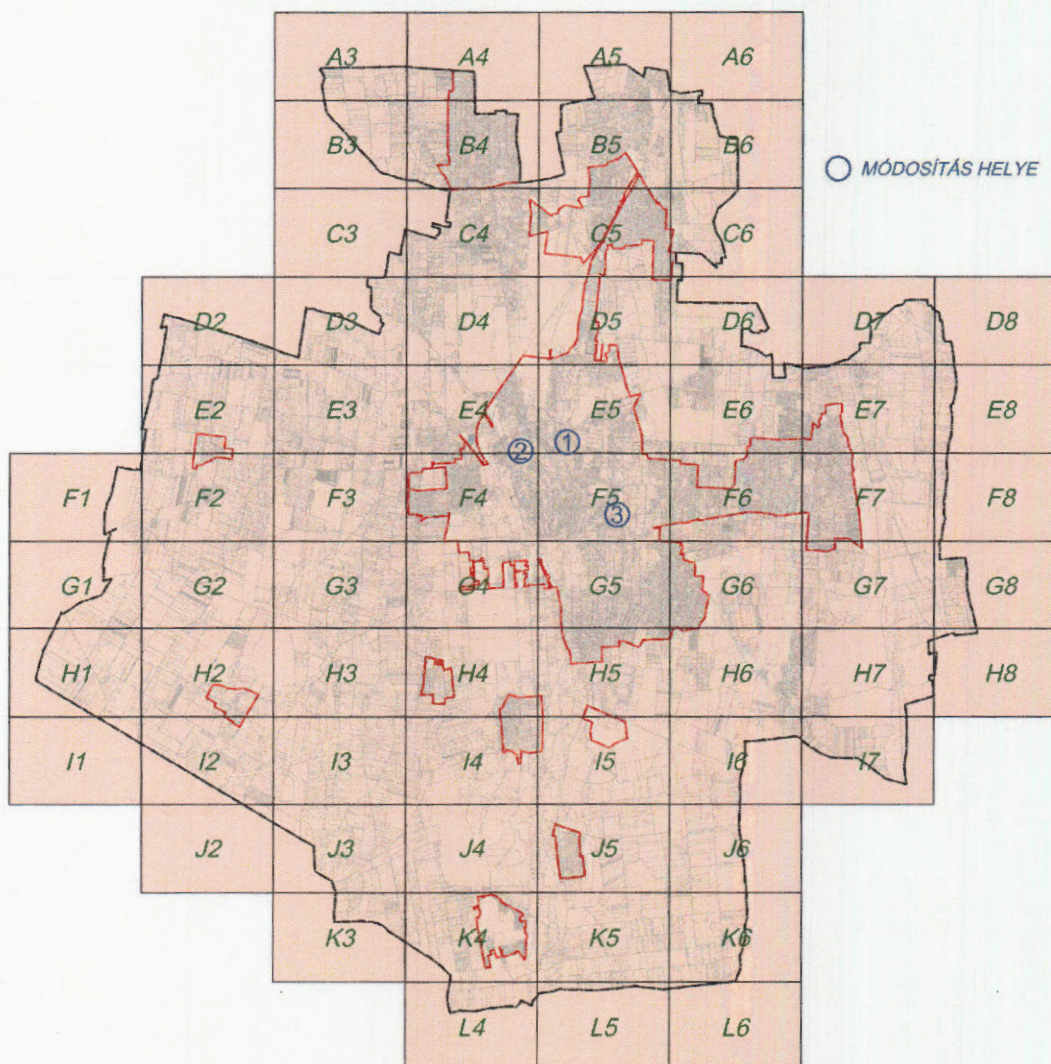 A3 A4 A5 A6
B3 B4 B5 B6
MÓDOSÍTÁS HELYE
C3 C4 C5 C6
D2 D3 D4 D5 D6 D7 D8
E2 E3 E4 E5 E6 E7 E8
2 1
F1 F2 F3 F4 F5 F6 F7 F8
3
G1 G2 G3 G4 G5 G6 G7 G8
H1 H2 H3 H4 H5 H6 H7 H8
I1 I2 I3 I4 I5 I6 I7
J2 J3 J4 J5 J6
K3 K4 K5 K6
L4 L5 L6